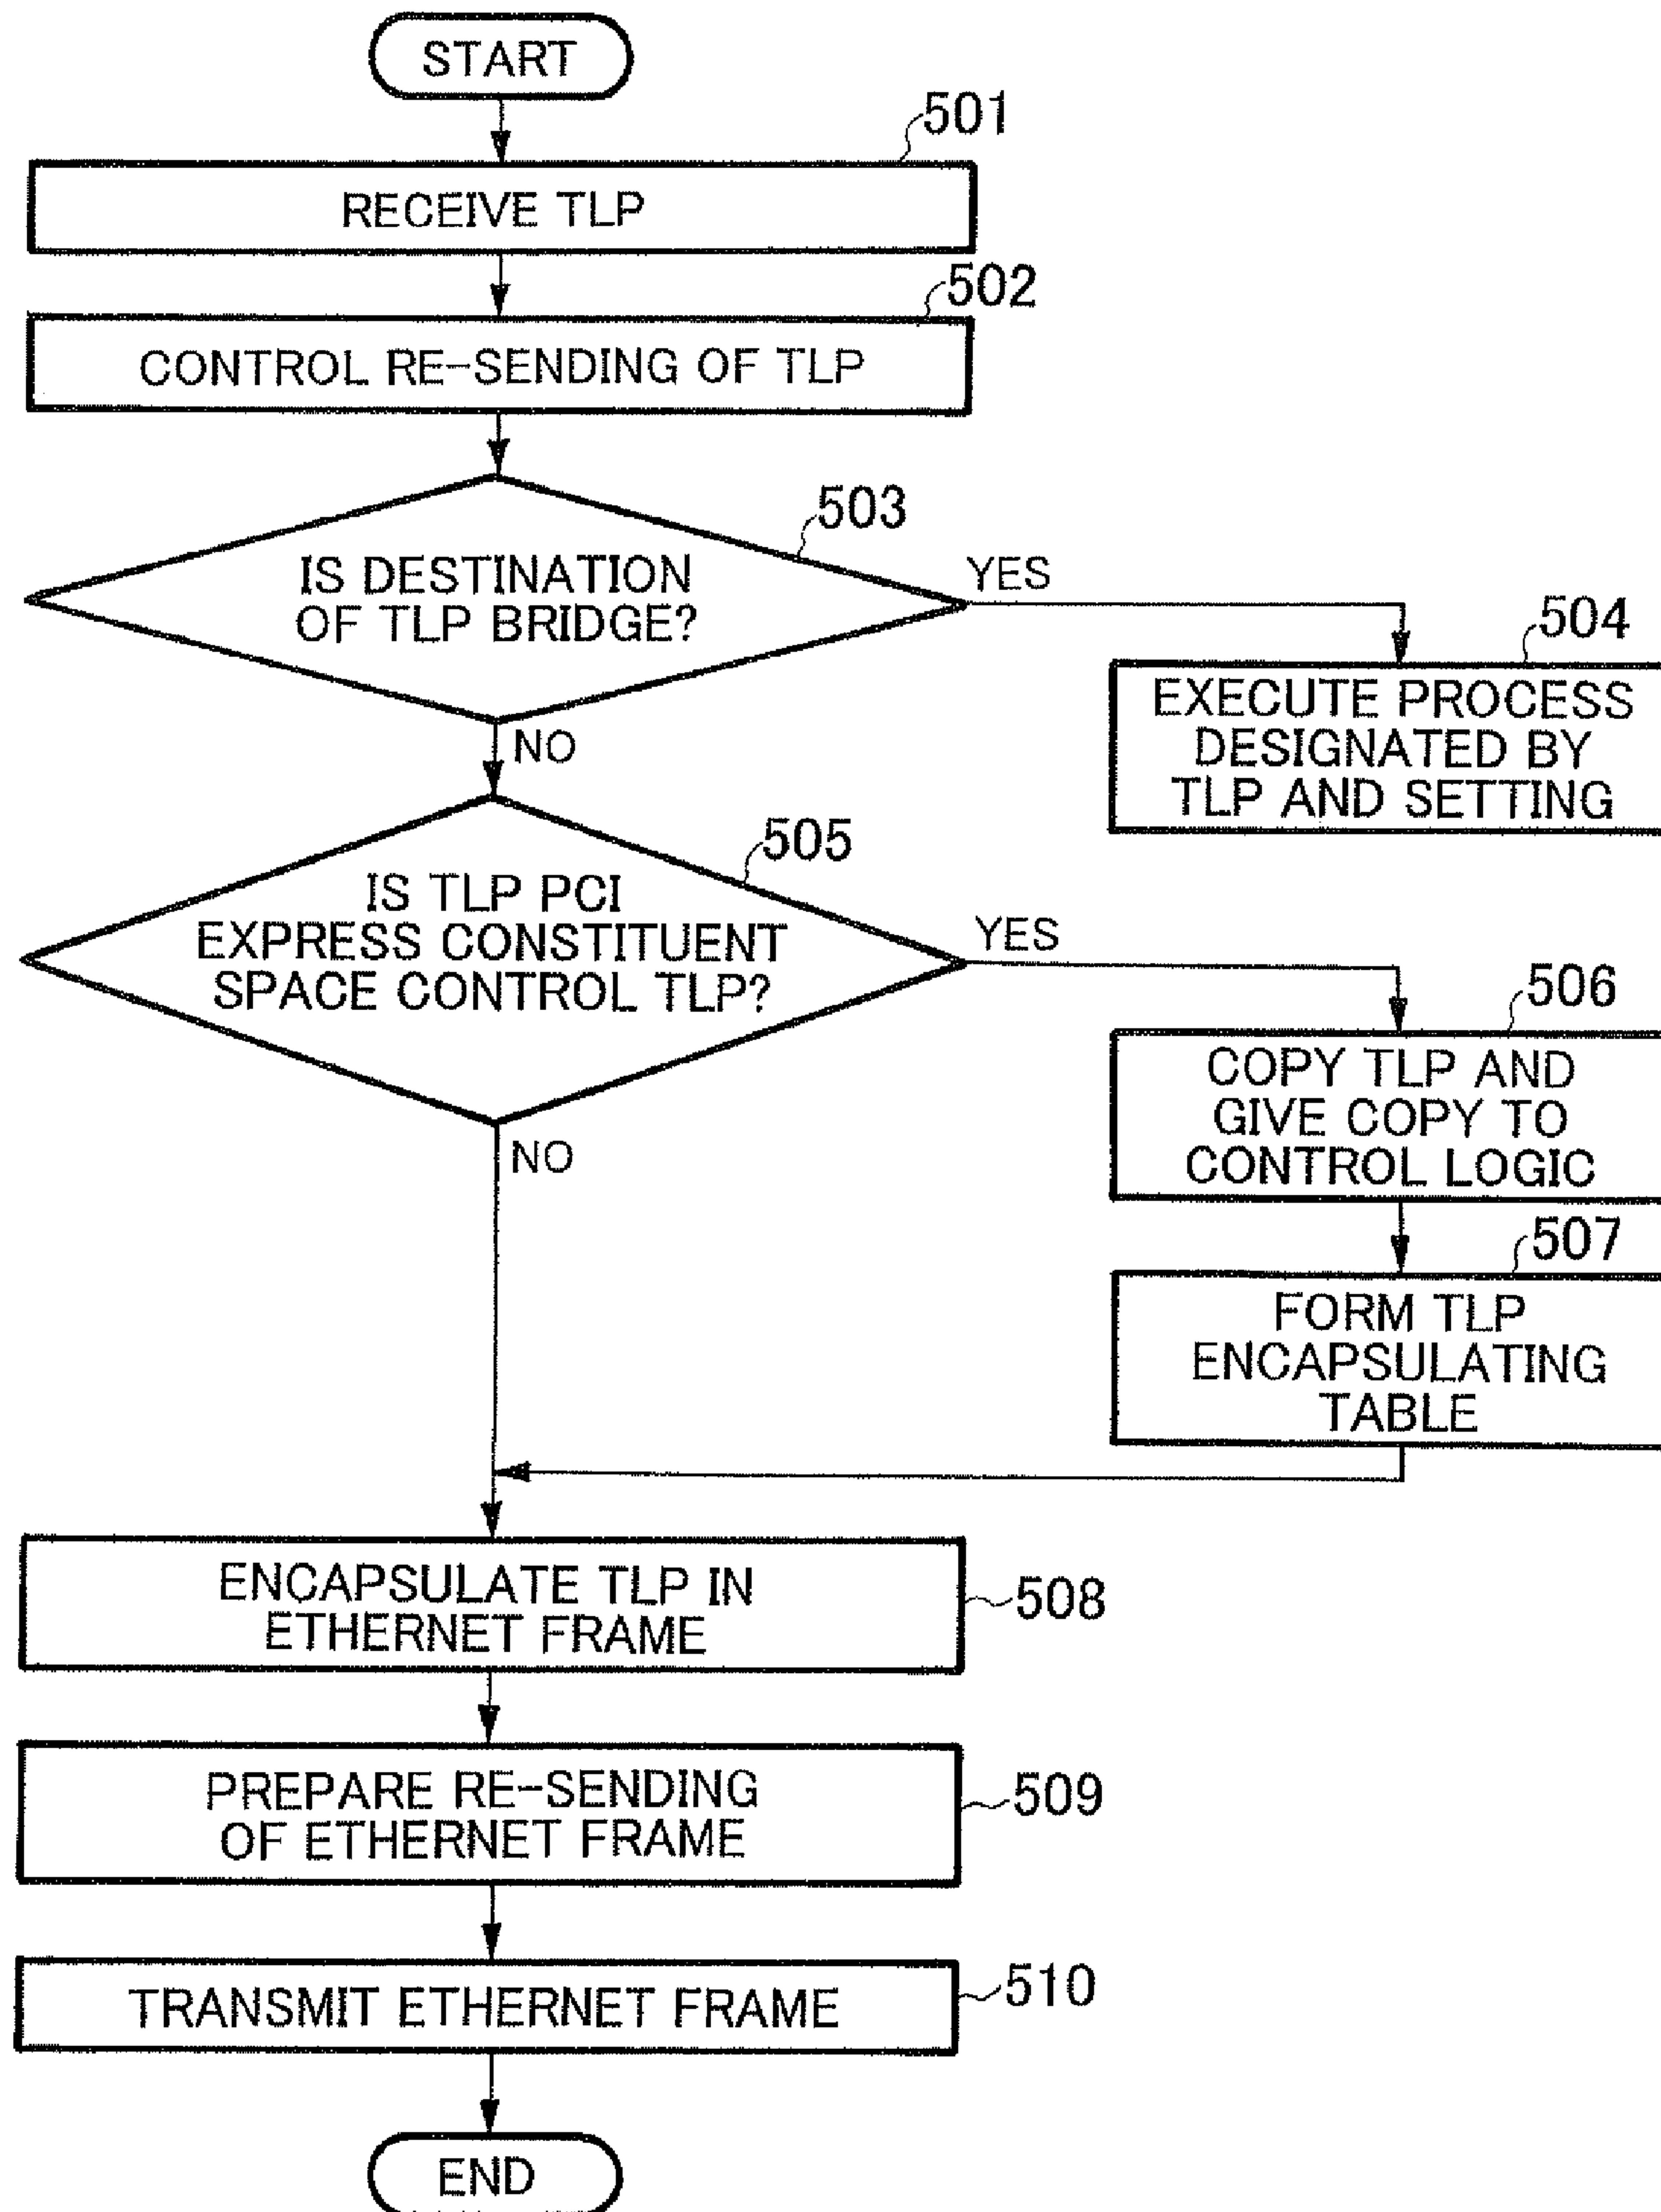 START
501
RECEIVE TLP
502
CONTROL RE-SENDING OF TLP
503
IS DESTINATION
OF TLP BRIDGE?
YES
NO
504
EXECUTE PROCESS
DESIGNATED BY
TLP AND SETTING
505
IS TLP PCI
EXPRESS CONSTITUENT
SPACE CONTROL TLP?
YES
NO
506
COPY TLP AND
GIVE COPY TO
CONTROL LOGIC
507
FORM TLP
ENCAPSULATING
TABLE
ENCAPSULATE TLP IN
ETHERNET FRAME
508
PREPARE RE-SENDING
OF ETHERNET FRAME
509
TRANSMIT ETHERNET FRAME
510
END